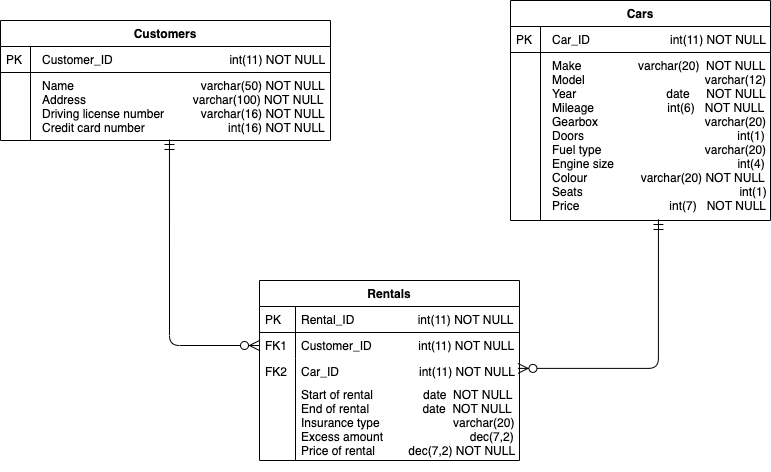 Customers
PK Customer_ID int(11) NOT NULL
Name varchar(50) NOT NULL
Address varchar(100) NOT NULL
Driving license number varchar(16) NOT NULL
Credit card number int(16) NOT NULL
Cars
PK Car_ID int(11) NOT NULL
Make varchar(20) NOT NULL
Model varchar(12)
Year date NOT NULL
Mileage int(6) NOT NULL
Gearbox varchar(20)
Doors int(1)
Fuel type varchar(20)
Engine size int(4)
Colour varchar(20) NOT NULL
Seats int(1)
Price int(7) NOT NULL
Rentals
PK Rental_ID int(11) NOT NULL
FK1 Customer_ID int(11) NOT NULL
FK2 Car_ID int(11) NOT NULL
Start of rental date NOT NULL
End of rental date NOT NULL
Insurance type varchar(20)
Excess amount dec(7,2)
Price of rental dec(7,2) NOT NULL